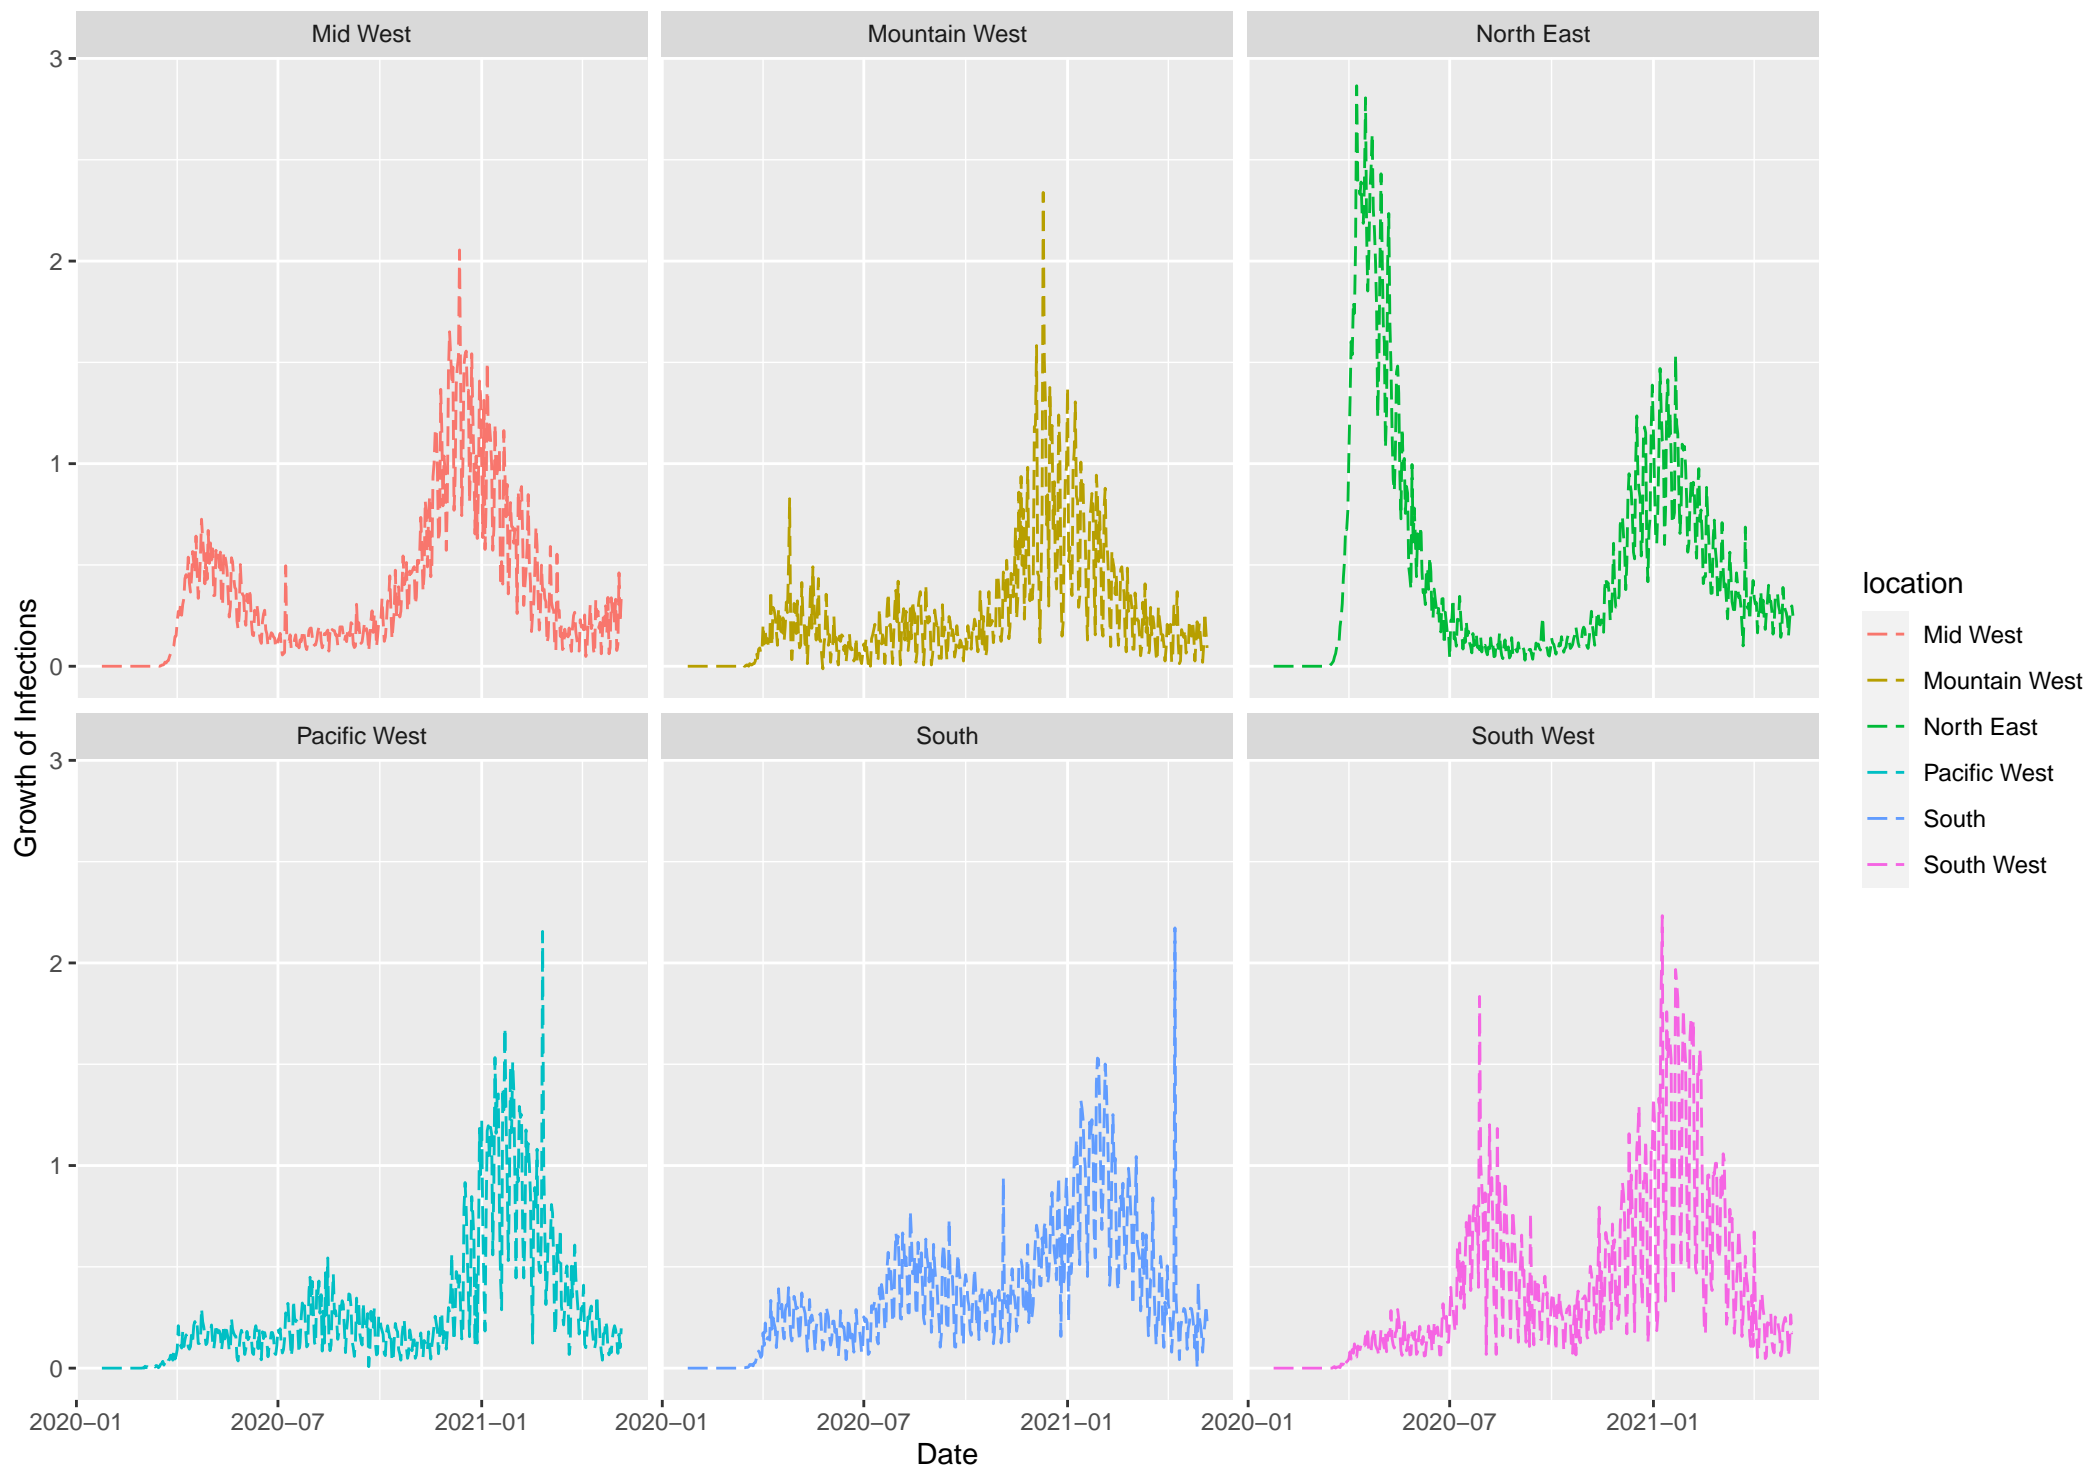 Mid West
Mountain West
North East
3
2
1
0
Pacific West
South
South West
3
2
1
0
Growth of Infections
2020–01
2020–07
2021–01
2020–01
2020–07
2021–01
2020–01
2020–07
2021–01
Date
location
Mid West
Mountain West
North East
Pacific West
South
South West